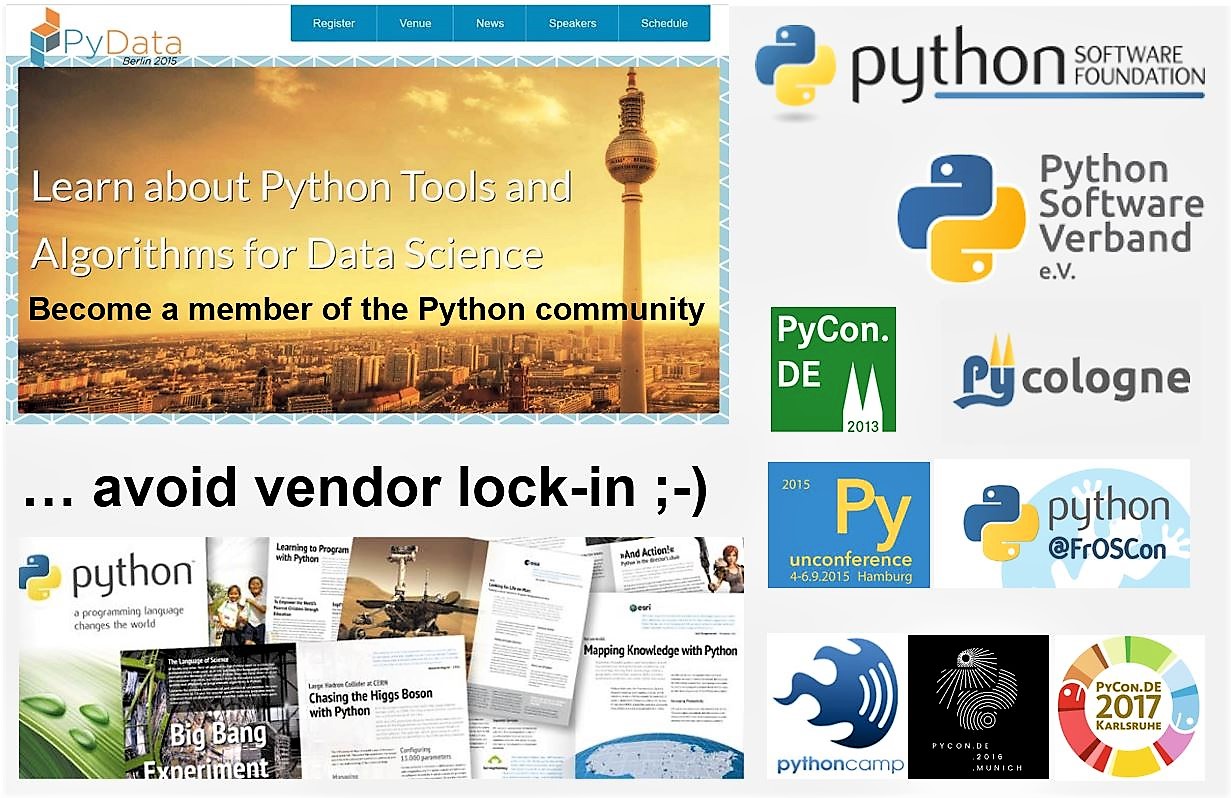 PyData
Berlin 2015
Register
Venue
News
Speakers
Schedule
Learn about Python Tools and
Algorithms for Data Science
Become a member of the Python community
… avoid vendor lock-in ;-)
python
a programming language
changes the world
Learning to Program
with Python
esa
»And Action!«
esri
Mapping Knowledge with Python
The Language of Science
Big Bang
Experiment
Large Hadron Collider at CERN
Chasing the Higgs Boson
with Python
Configuring
python
SOFTWARE
FOUNDATION
Python
Software
Verband
e.V.
PyCon.
DE
2013
Py cologne
2015
Py
unconference
4-6.9.2015 Hamburg
python
@FrOSCon
pythoncamp
PYCON.DE
.2016
.MUNICH
PYCON.DE
2017
KARLSRUHE